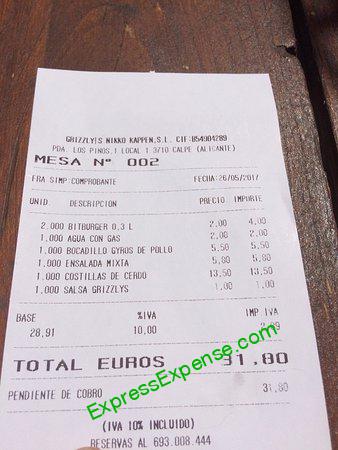 GRIZZLY'S NIKKO KAPPEN,S.L. CIF:B54904289
PDA. LOS PINOS,1 LOCAL 1 3710 CALPE (ALICANTE)
MESA Nº 002
FRA SIMP:COMPROBANTE FECHA:26/05/2017
UNID. DESCRIPCION PRECIO IMPORTE
2,000 BITBURGER 0,3 L 2,00 4,00
1,000 AGUA CON GAS 2,00 2,00
1,000 BOCADILLO GYROS DE POLLO 5,50 5,50
1,000 ENSALADA MIXTA 5,80 5,80
1,000 COSTILLAS DE CERDO 13,50 13,50
1,000 SALSA GRIZZLYS 1,00 1,00
BASE %IVA IMP.IVA
28,91 10,00 2,89
TOTAL EUROS 31,80
PENDIENTE DE COBRO 31,80
ExpressExpense.com
(IVA 10% INCLUIDO)
RESERVAS AL 693.008.444